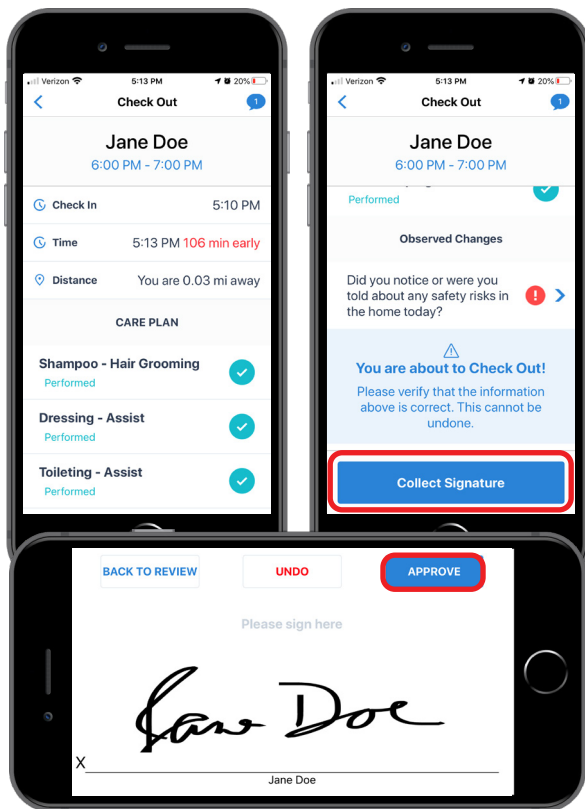 Verizon 5:13 PM 20%
Check Out 1
Jane Doe
6:00 PM - 7:00 PM
Check In 5:10 PM
Time 5:13 PM 106 min early
Distance You are 0.03 mi away
CARE PLAN
Shampoo - Hair Grooming
Performed
Dressing - Assist
Performed
Toileting - Assist
Performed
Verizon 5:13 PM 20%
Check Out 1
Jane Doe
6:00 PM - 7:00 PM
Performed
Observed Changes
Did you notice or were you
told about any safety risks in
the home today?
You are about to Check Out!
Please verify that the information
above is correct. This cannot be
undone.
Collect Signature
BACK TO REVIEW UNDO APPROVE
Please sign here
Jane Doe
X
Jane Doe